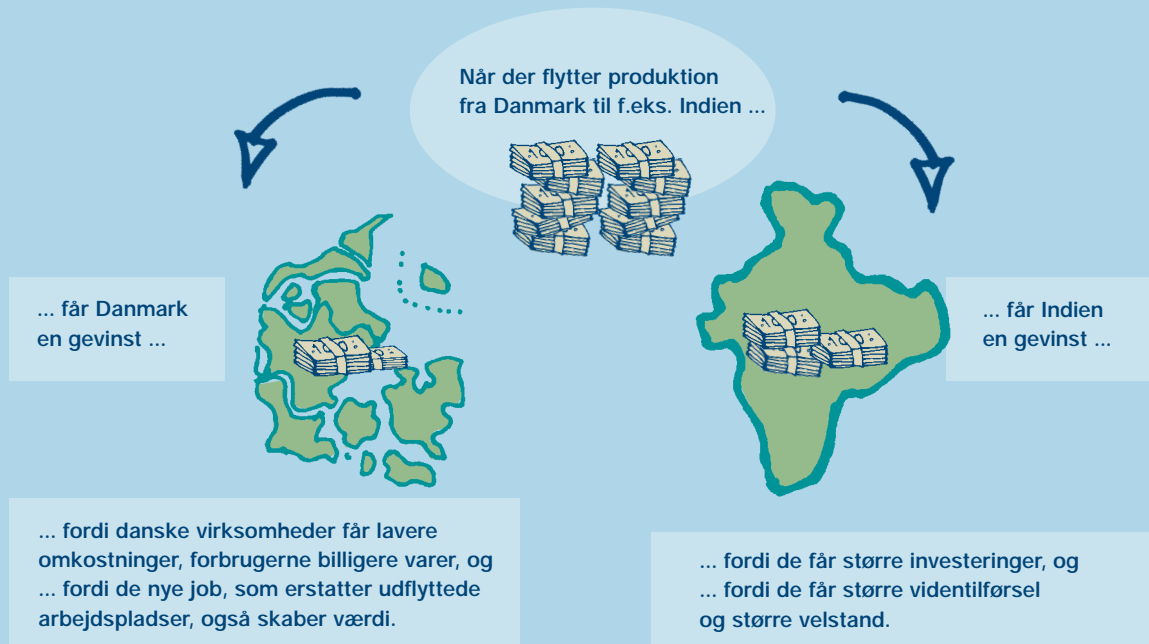 Når der flytter produktion
fra Danmark til f.eks. Indien ...
... får Danmark
en gevinst ...
... får Indien
en gevinst ...
... fordi danske virksomheder får lavere
omkostninger, forbrugerne billigere varer, og
... fordi de nye job, som erstatter udflyttede
arbejdspladser, også skaber værdi.
... fordi de får større investeringer, og
... fordi de får større videntilførsel
og større velstand.